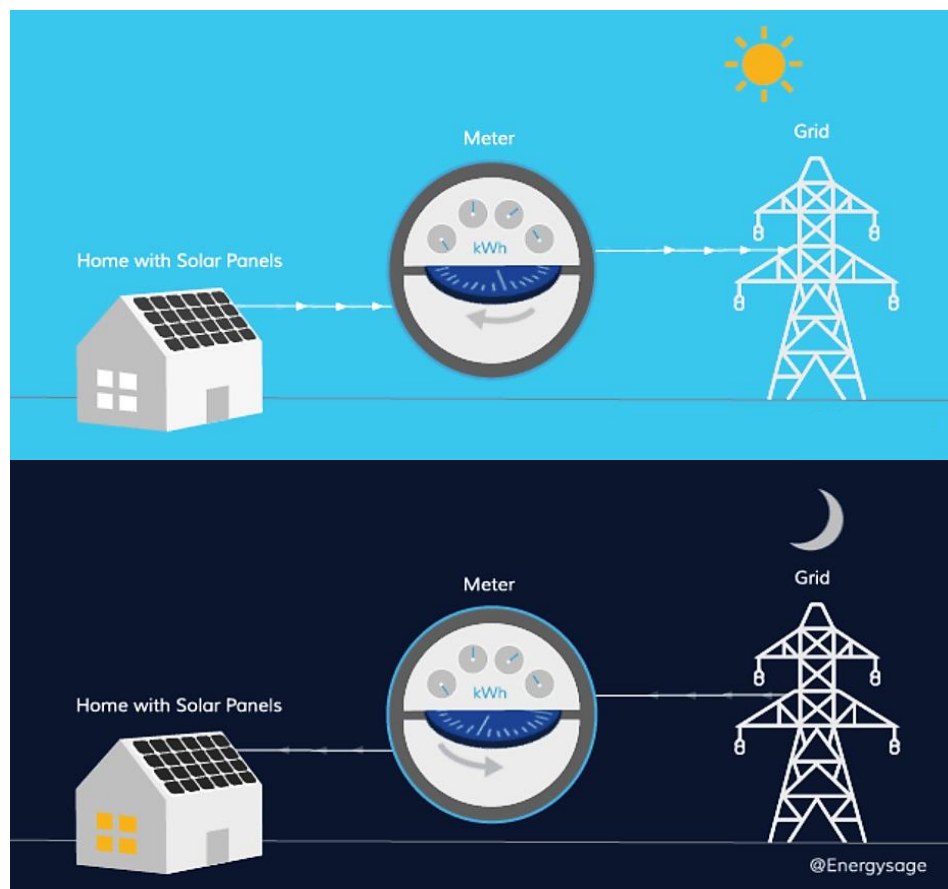 Grid
Meter
kWh
Home with Solar Panels
Grid
Meter
kWh
Home with Solar Panels
@Energysage